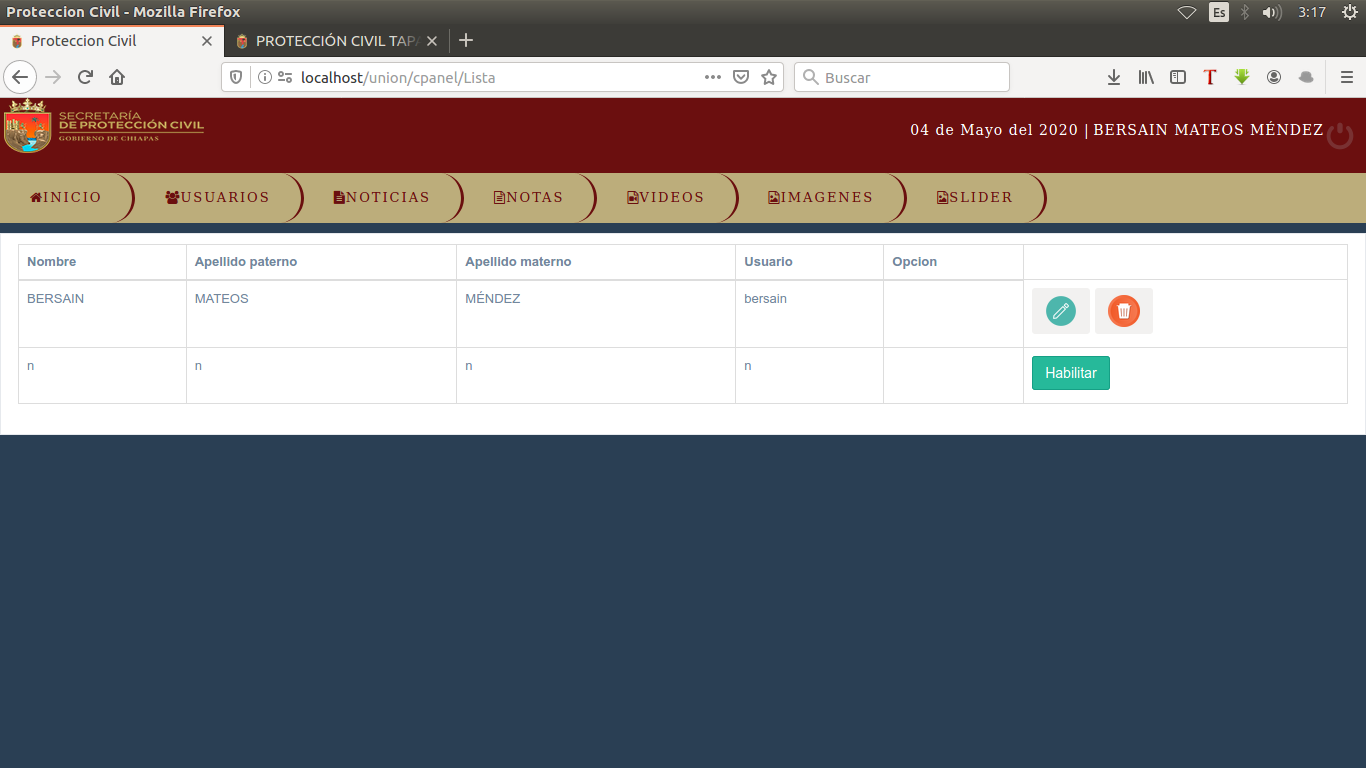 Proteccion Civil - Mozilla Firefox
Es
3:17
Proteccion Civil
PROTECCIÓN CIVIL TAPA
localhost/union/cpanel/Lista
Buscar
SECRETARÍA
DE PROTECCIÓN CIVIL
GOBIERNO DE CHIAPAS
04 de Mayo del 2020 | BERSAIN MATEOS MÉNDEZ
INICIO USUARIOS NOTICIAS NOTAS VIDEOS IMAGENES SLIDER
Nombre Apellido paterno Apellido materno Usuario Opcion
BERSAIN MATEOS MÉNDEZ bersain
n n n n Habilitar